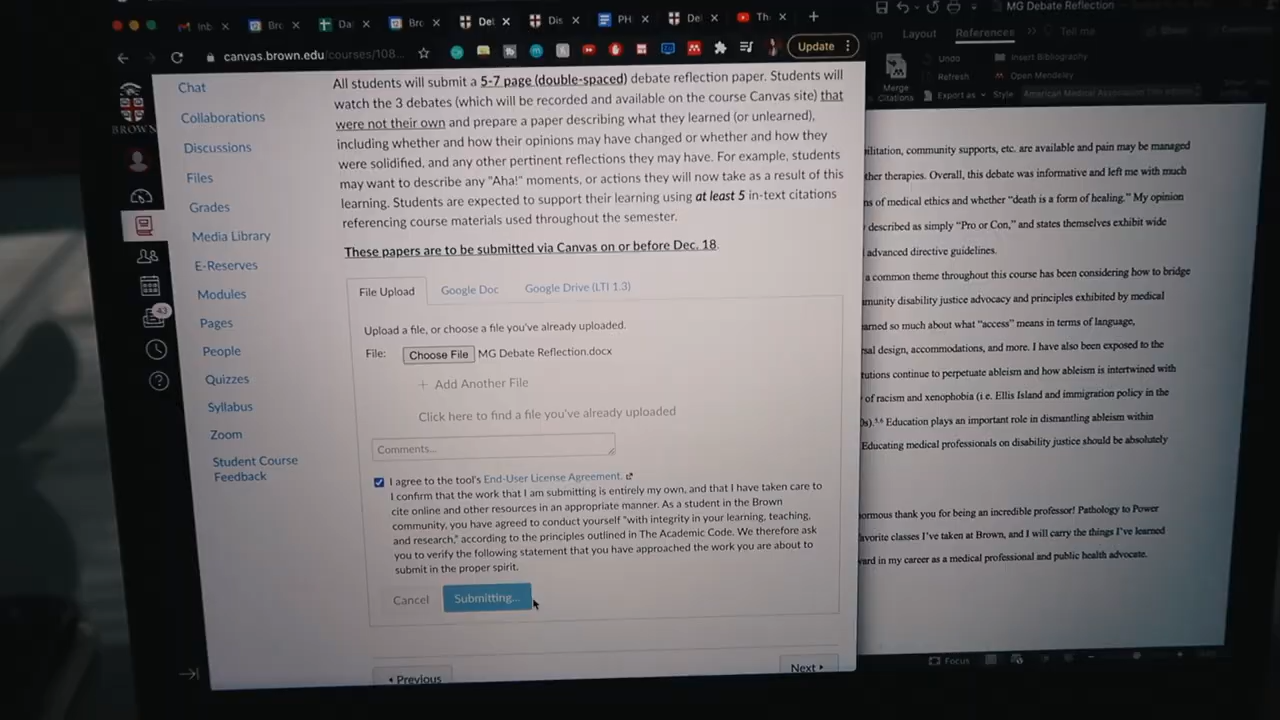 Inb
Brc
Da
Brc
Del
Dis
PH
De
Th
MG Debate Reflection
canvas.brown.edu/courses/108...
Update
Layout
References
Tell me
Undo
Refresh
Export as
Merge
Citations
Insert Bibliography
Open Mendeley
Style
BROWN
43
Chat
Collaborations
Discussions
Files
Grades
Media Library
E-Reserves
Modules
Pages
People
Quizzes
Syllabus
Zoom
Student Course
Feedback
All students will submit a 5-7 page (double-spaced) debate reflection paper. Students will
watch the 3 debates (which will be recorded and available on the course Canvas site) that
were not their own and prepare a paper describing what they learned (or unlearned),
including whether and how their opinions may have changed or whether and how they
were solidified, and any other pertinent reflections they may have. For example, students
may want to describe any "Aha!" moments, or actions they will now take as a result of this
learning. Students are expected to support their learning using at least 5 in-text citations
referencing course materials used throughout the semester.
These papers are to be submitted via Canvas on or before Dec. 18.
File Upload
Google Doc
Google Drive (LTI 1.3)
Upload a file, or choose a file you've already uploaded.
File: Choose File MG Debate Reflection.docx
+ Add Another File
Click here to find a file you've already uploaded
Comments...
I agree to the tool's End-User License Agreement.
I confirm that the work that I am submitting is entirely my own, and that I have taken care to
cite online and other resources in an appropriate manner. As a student in the Brown
community, you have agreed to conduct yourself "with integrity in your learning, teaching,
and research," according to the principles outlined in The Academic Code. We therefore ask
you to verify the following statement that you have approached the work you are about to
submit in the proper spirit.
Cancel
Submitting...
Previous
Next
ilitation, community supports, etc. are available and pain may be managed
ther therapies. Overall, this debate was informative and left me with much
ns of medical ethics and whether “death is a form of healing.” My opinion
described as simply “Pro or Con,” and states themselves exhibit wide
advanced directive guidelines.
a common theme throughout this course has been considering how to bridge
munity disability justice advocacy and principles exhibited by medical
arned so much about what “access” means in terms of language,
sal design, accommodations, and more. I have also been exposed to the
tutions continue to perpetuate ableism and how ableism is intertwined with
of racism and xenophobia (i.e. Ellis Island and immigration policy in the
0s).⁵,⁶ Education plays an important role in dismantling ableism within
Educating medical professionals on disability justice should be absolutely
ormous thank you for being an incredible professor! Pathology to Power
avorite classes I’ve taken at Brown, and I will carry the things I’ve learned
ward in my career as a medical professional and public health advocate.
Focus